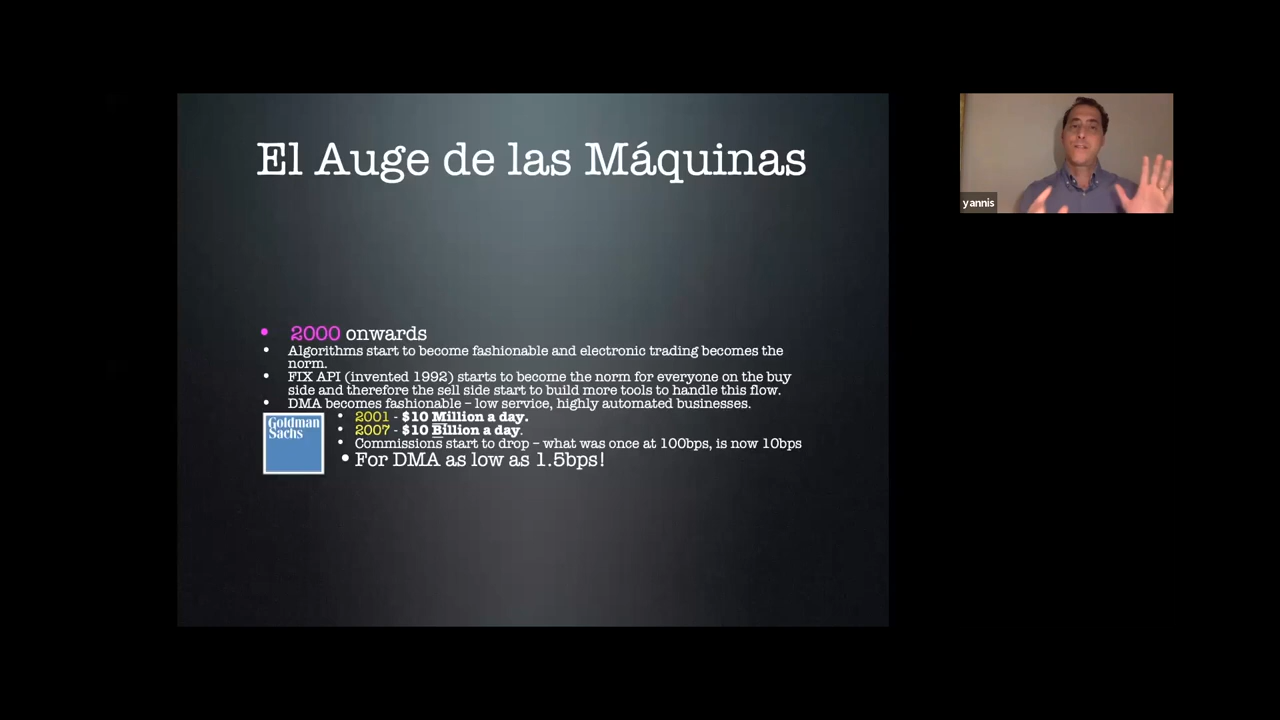 El Auge de las Máquinas
• 2000 onwards
• Algorithms start to become fashionable and electronic trading becomes the
norm.
• FIX API (invented 1992) starts to become the norm for everyone on the buy
side and therefore the sell side start to build more tools to handle this flow.
• DMA becomes fashionable – low service, highly automated businesses.
Goldman
Sachs
• 2001 - $10 Million a day.
• 2007 - $10 Billion a day.
• Commissions start to drop – what was once at 100bps, is now 10bps
• For DMA as low as 1.5bps!
yannis